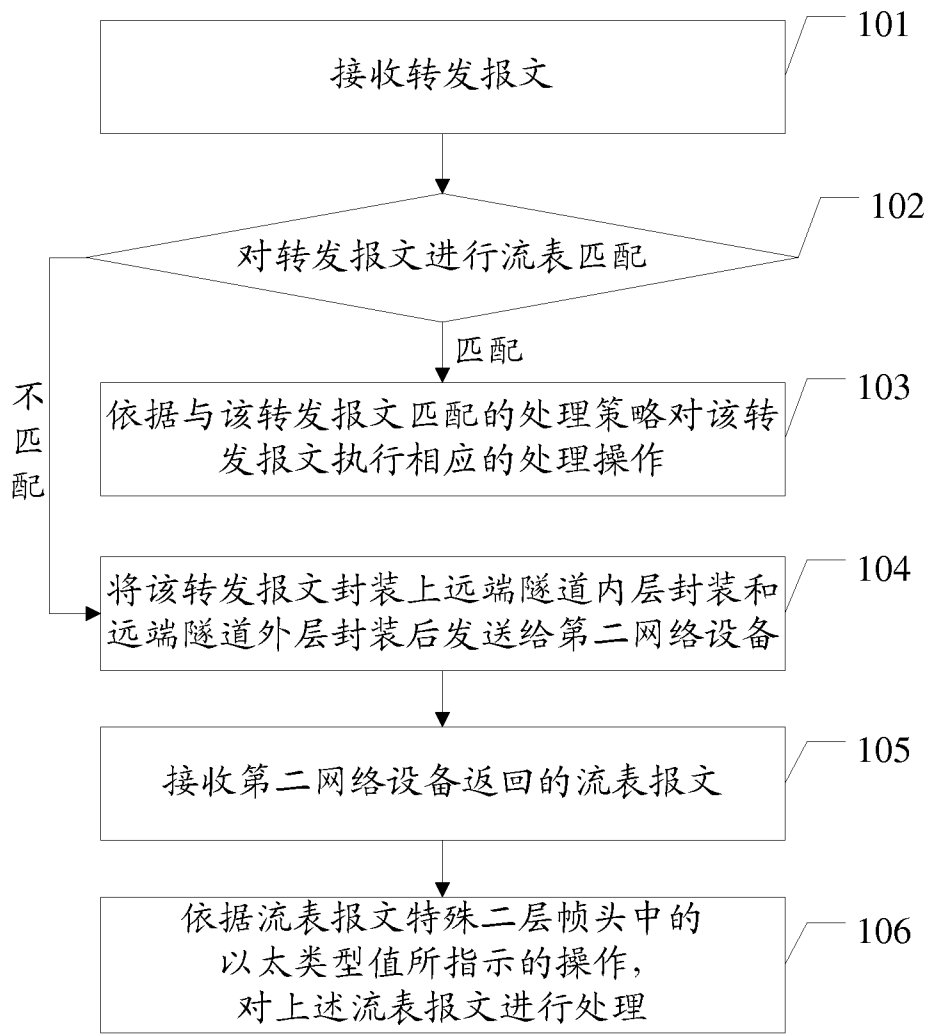 101
接收转发报文
102
对转发报文进行流表匹配
匹配
不匹配
103
依据与该转发报文匹配的处理策略对该转
发报文执行相应的处理操作
104
将该转发报文封装上远端隧道内层封装和
远端隧道外层封装后发送给第二网络设备
105
接收第二网络设备返回的流表报文
106
依据流表报文特殊二层帧头中的
以太类型值所指示的操作，
对上述流表报文进行处理